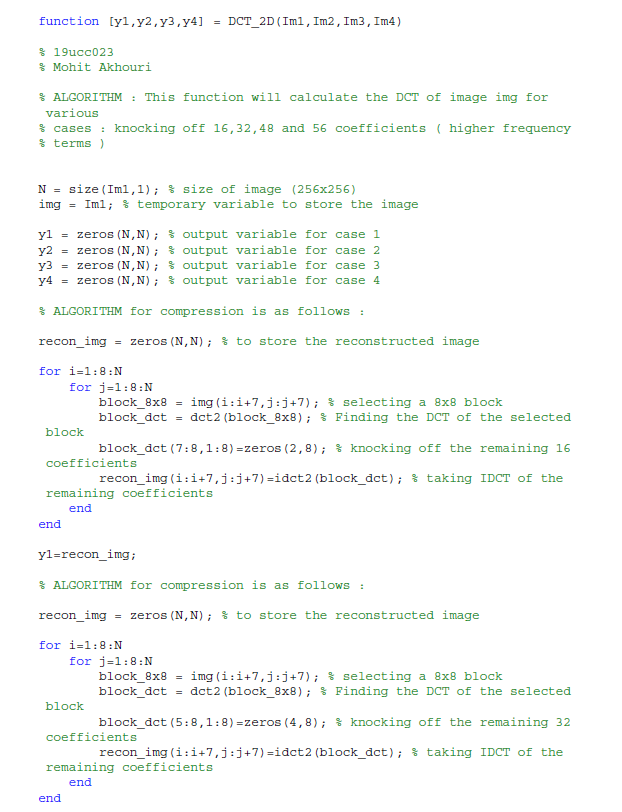 function [y1,y2,y3,y4] = DCT_2D(Im1,Im2,Im3,Im4)
% 19ucc023
% Mohit Akhouri
% ALGORITHM : This function will calculate the DCT of image img for
various
% cases : knocking off 16,32,48 and 56 coefficients ( higher frequency
% terms )
N = size(Im1,1); % size of image (256x256)
img = Im1; % temporary variable to store the image
y1 = zeros(N,N); % output variable for case 1
y2 = zeros(N,N); % output variable for case 2
y3 = zeros(N,N); % output variable for case 3
y4 = zeros(N,N); % output variable for case 4
% ALGORITHM for compression is as follows :
recon_img = zeros(N,N); % to store the reconstructed image
for i=1:8:N
    for j=1:8:N
        block_8x8 = img(i:i+7,j:j+7); % selecting a 8x8 block
        block_dct = dct2(block_8x8); % Finding the DCT of the selected
block
        block_dct(7:8,1:8)=zeros(2,8); % knocking off the remaining 16
coefficients
        recon_img(i:i+7,j:j+7)=idct2(block_dct); % taking IDCT of the
remaining coefficients
    end
end
y1=recon_img;
% ALGORITHM for compression is as follows :
recon_img = zeros(N,N); % to store the reconstructed image
for i=1:8:N
    for j=1:8:N
        block_8x8 = img(i:i+7,j:j+7); % selecting a 8x8 block
        block_dct = dct2(block_8x8); % Finding the DCT of the selected
block
        block_dct(5:8,1:8)=zeros(4,8); % knocking off the remaining 32
coefficients
        recon_img(i:i+7,j:j+7)=idct2(block_dct); % taking IDCT of the
remaining coefficients
    end
end